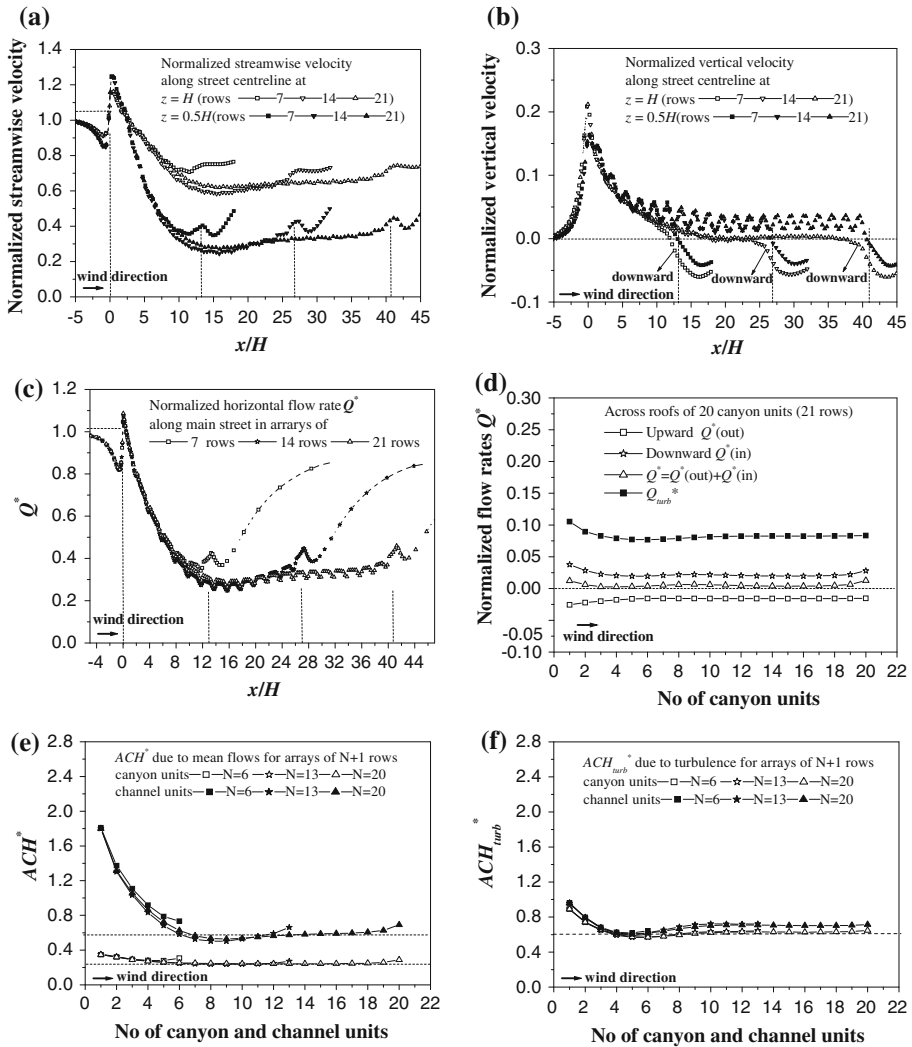 (a)
Normalized streamwise velocity
along street centreline at
z = H (rows 7 14 21)
z = 0.5H(rows 7 14 21)
Normalized streamwise velocity
1.4
1.2
1.0
0.8
0.6
0.4
0.2
0.0
wind direction
-5 0 5 10 15 20 25 30 35 40 45
x/H
(b)
Normalized vertical velocity
along street centreline at
z = H(rows 7 14 21)
z = 0.5H(rows 7 14 21)
Normalized vertical velocity
0.3
0.2
0.1
0.0
-0.1
downward downward downward
wind direction
-5 0 5 10 15 20 25 30 35 40 45
x/H
(c)
Normalized horizontal flow rate Q*
along main street in arrarys of
7 rows 14 rows 21 rows
Q*
1.2
1.0
0.8
0.6
0.4
0.2
0.0
wind direction
-4 0 4 8 12 16 20 24 28 32 36 40 44
x/H
(d)
Across roofs of 20 canyon units (21 rows)
Upward Q*(out)
Downward Q*(in)
Q*=Q*(out)+Q*(in)
Qturb*
Normalized flow rates Q*
0.30
0.25
0.20
0.15
0.10
0.05
0.00
-0.05
-0.10
wind direction
0 2 4 6 8 10 12 14 16 18 20 22
No of canyon units
(e)
ACH* due to mean flows for arrays of N+1 rows
canyon units N=6 N=13 N=20
channel units N=6 N=13 N=20
ACH*
2.8
2.4
2.0
1.6
1.2
0.8
0.4
0.0
wind direction
0 2 4 6 8 10 12 14 16 18 20 22
No of canyon and channel units
(f)
ACHturb* due to turbulence for arrays of N+1 rows
canyon units N=6 N=13 N=20
channel units N=6 N=13 N=20
ACHturb*
2.8
2.4
2.0
1.6
1.2
0.8
0.4
0.0
wind direction
0 2 4 6 8 10 12 14 16 18 20 22
No of canyon and channel units